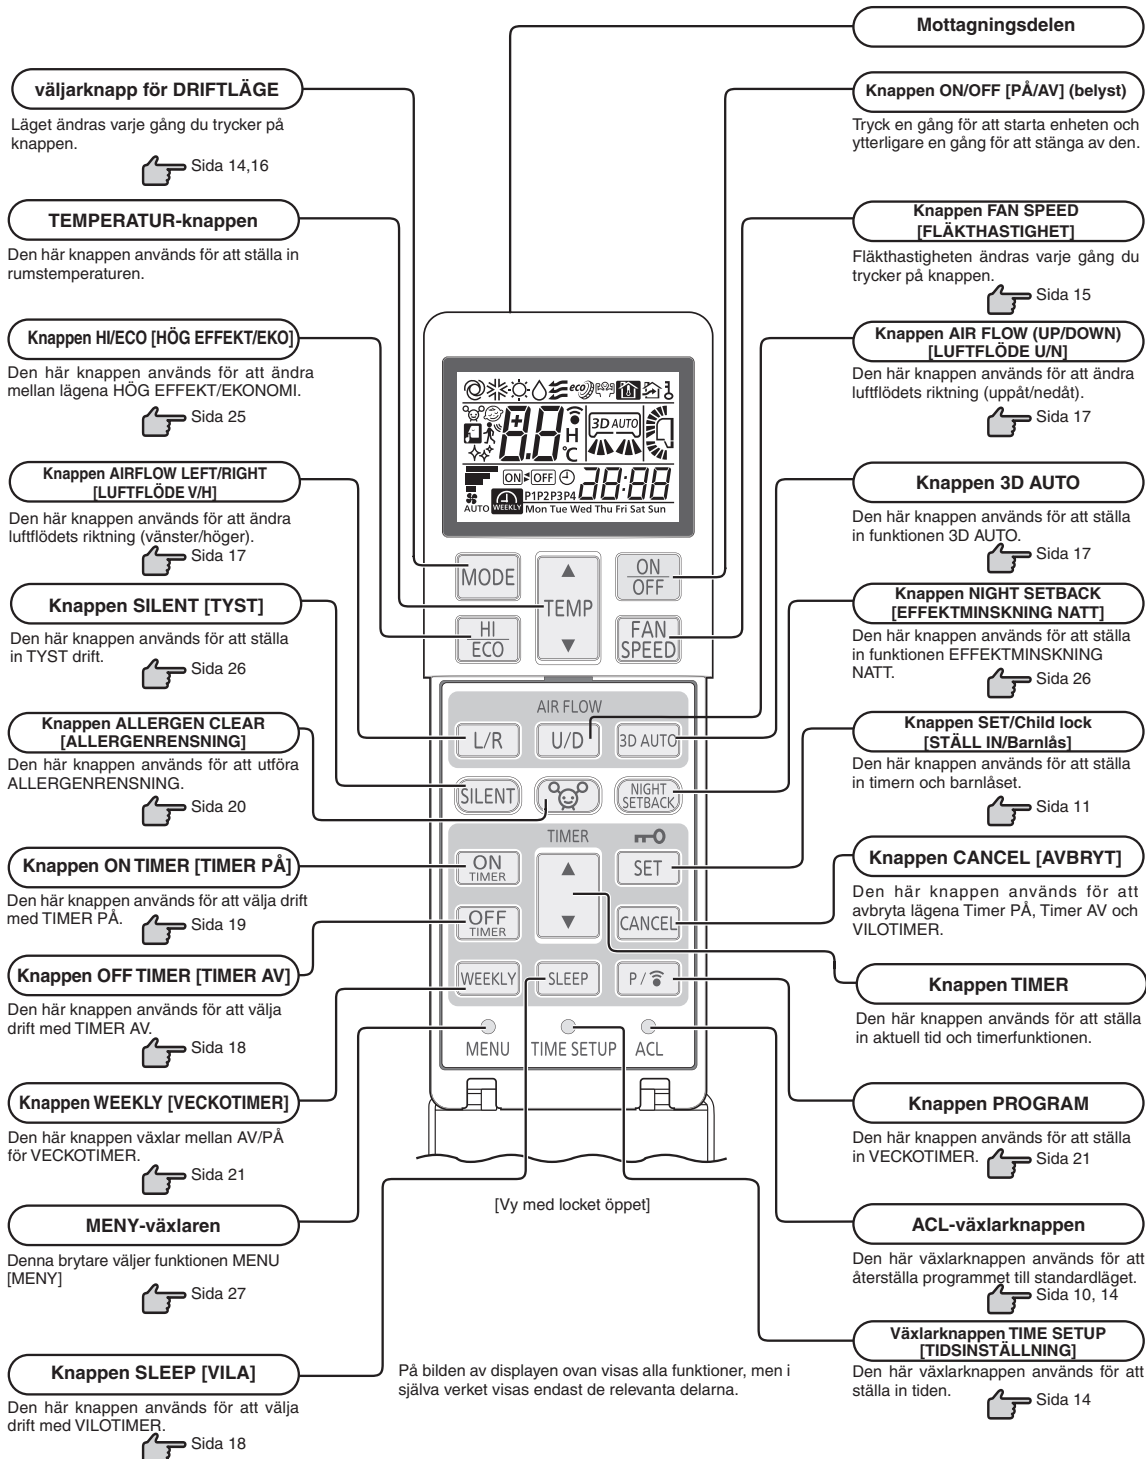 Mottagningsdelen
väljarknapp för DRIFTLÄGE
Läget ändras varje gång du trycker på
knappen.
Sida 14,16
TEMPERATUR-knappen
Den här knappen används för att ställa in
rumstemperaturen.
Knappen HI/ECO [HÖG EFFEKT/EKO]
Den här knappen används för att ändra
mellan lägena HÖG EFFEKT/EKONOMI.
Sida 25
Knappen AIRFLOW LEFT/RIGHT
[LUFTFLÖDE V/H]
Den här knappen används för att ändra
luftflödets riktning (vänster/höger).
Sida 17
Knappen SILENT [TYST]
Den här knappen används för att ställa
in TYST drift.
Sida 26
Knappen ALLERGEN CLEAR
[ALLERGENRENSNING]
Den här knappen används för att utföra
ALLERGENRENSNING.
Sida 20
Knappen ON TIMER [TIMER PÅ]
Den här knappen används för att välja drift
med TIMER PÅ.
Sida 19
Knappen OFF TIMER [TIMER AV]
Den här knappen används för att välja
drift med TIMER AV.
Sida 18
Knappen WEEKLY [VECKOTIMER]
Den här knappen växlar mellan AV/PÅ
för VECKOTIMER.
Sida 21
MENY-växlaren
Denna brytare väljer funktionen MENU
[MENY]
Sida 27
Knappen SLEEP [VILA]
Den här knappen används för att välja
drift med VILOTIMER.
Sida 18
eco
8.8
H
°C
3D AUTO
ON OFF
28:88
P1P2P3P4
AUTO WEEKLY Mon Tue Wed Thu Fri Sat Sun
MODE
TEMP
ON
OFF
HI
ECO
FAN
SPEED
AIR FLOW
L/R
U/D
3D AUTO
SILENT
NIGHT
SETBACK
TIMER
ON
TIMER
SET
OFF
TIMER
CANCEL
WEEKLY
SLEEP
P/
MENU
TIME SETUP
ACL
[Vy med locket öppet]
På bilden av displayen ovan visas alla funktioner, men i
själva verket visas endast de relevanta delarna.
Knappen ON/OFF [PÅ/AV] (belyst)
Tryck en gång för att starta enheten och
ytterligare en gång för att stänga av den.
Knappen FAN SPEED
[FLÄKTHASTIGHET]
Fläkthastigheten ändras varje gång du
trycker på knappen.
Sida 15
Knappen AIR FLOW (UP/DOWN)
[LUFTFLÖDE U/N]
Den här knappen används för att ändra
luftflödets riktning (uppåt/nedåt).
Sida 17
Knappen 3D AUTO
Den här knappen används för att ställa
in funktionen 3D AUTO.
Sida 17
Knappen NIGHT SETBACK
[EFFEKTMINSKNING NATT]
Den här knappen används för att ställa
in funktionen EFFEKTMINSKNING
NATT.
Sida 26
Knappen SET/Child lock
[STÄLL IN/Barnlås]
Den här knappen används för att ställa
in timern och barnlåset.
Sida 11
Knappen CANCEL [AVBRYT]
Den här knappen används för att
avbryta lägena Timer PÅ, Timer AV och
VILOTIMER.
Knappen TIMER
Den här knappen används för att ställa
in aktuell tid och timerfunktionen.
Knappen PROGRAM
Den här knappen används för att ställa
in VECKOTIMER.
Sida 21
ACL-växlarknappen
Den här växlarknappen används för att
återställa programmet till standardläget.
Sida 10, 14
Växlarknappen TIME SETUP
[TIDSINSTÄLLNING]
Den här växlarknappen används för att
ställa in tiden.
Sida 14